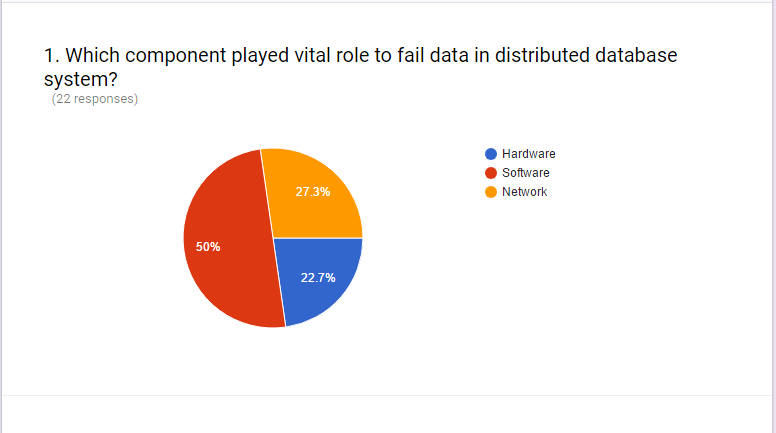 1. Which component played vital role to fail data in distributed database
system?
(22 responses)
Hardware
Software
Network
27.3%
50%
22.7%